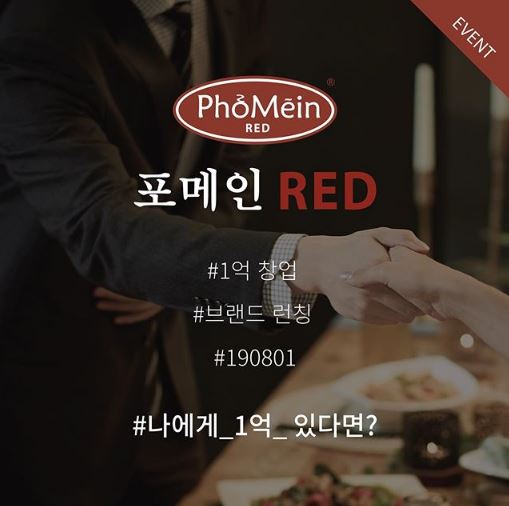 EVENT
PhởMēin®
RED
포메인 RED
#1억 창업
#브랜드 런칭
#190801
#나에게_1억_ 있다면?